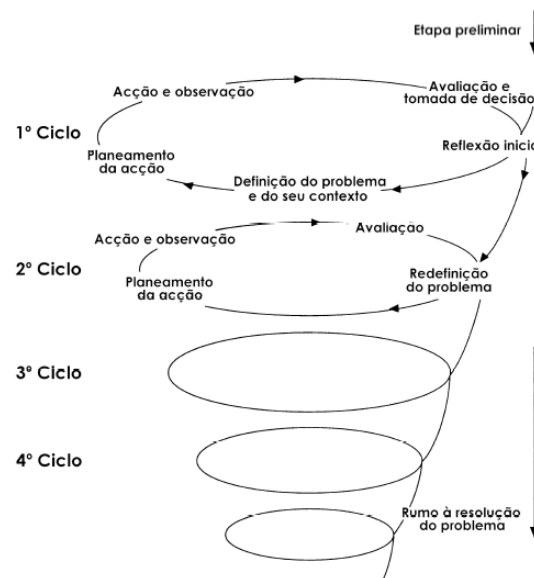 Etapa preliminar
Acção e observação
Avaliação e
tomada de decisão
1º Ciclo
Reflexão inicia
Planeamento
da acção
Definição do problema
e do seu contexto
Avaliação
Acção e observação
2º Ciclo
Redefinição
do problema
Planeamento
da acção
3º Ciclo
4º Ciclo
Rumo à resolução
do problema